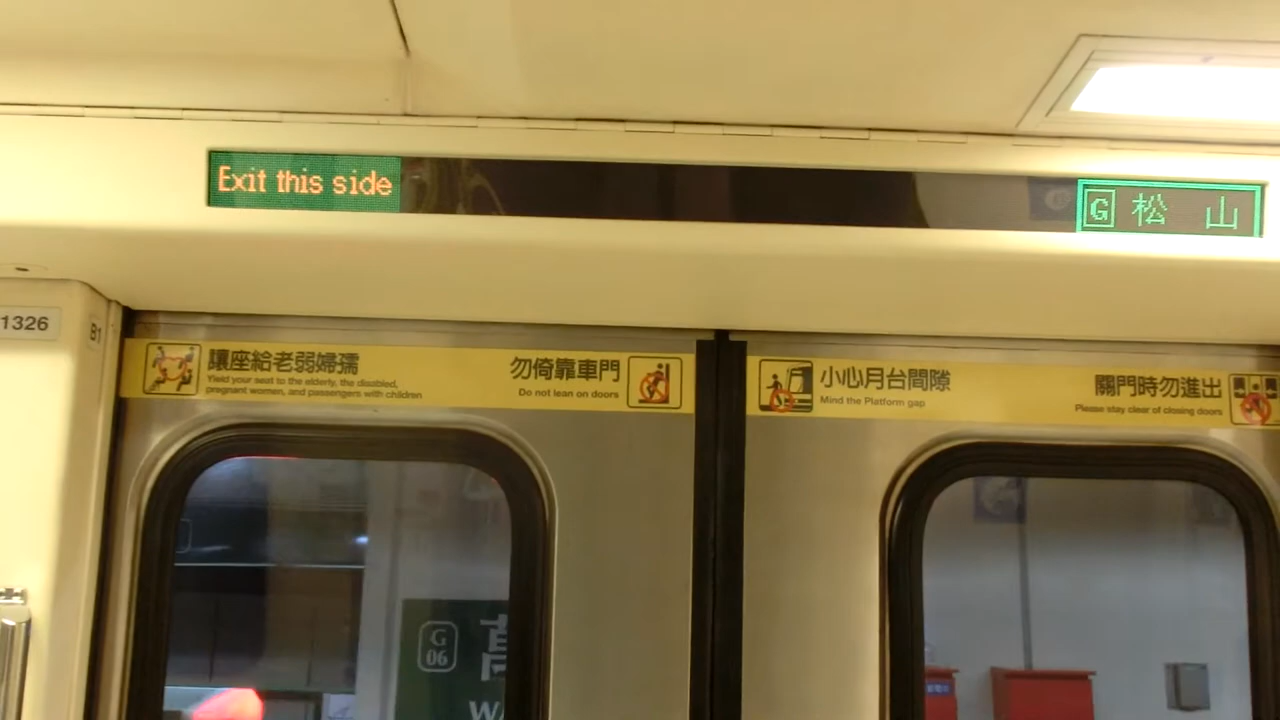 Exit this side
G 松 山
1326
B1
讓座給老弱婦孺
Yield your seat to the elderly, the disabled,
pregnant women, and passengers with children
勿倚靠車門
Do not lean on doors
小心月台間隙
Mind the Platform gap
關門時勿進出
Please stay clear of closing doors
G
06
萬
WA